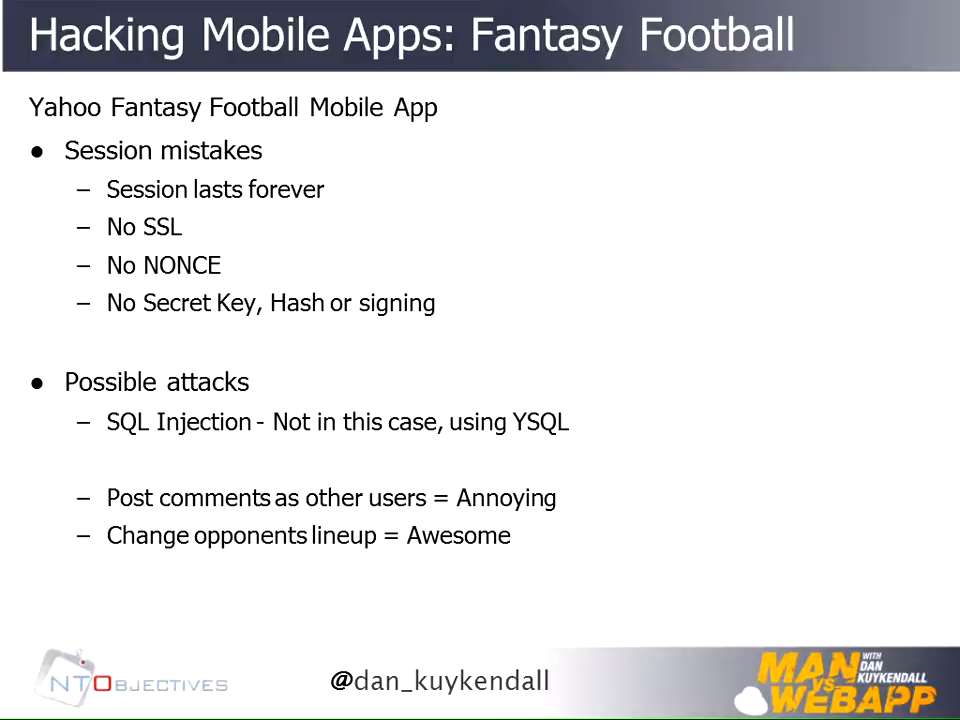 Hacking Mobile Apps: Fantasy Football
Yahoo Fantasy Football Mobile App
● Session mistakes
– Session lasts forever
– No SSL
– No NONCE
– No Secret Key, Hash or signing
● Possible attacks
– SQL Injection - Not in this case, using YSQL
– Post comments as other users = Annoying
– Change opponents lineup = Awesome
NTOBJECTIVES
@dan_kuykendall
MAN VS WEBAPP
WITH DAN KUYKENDALL